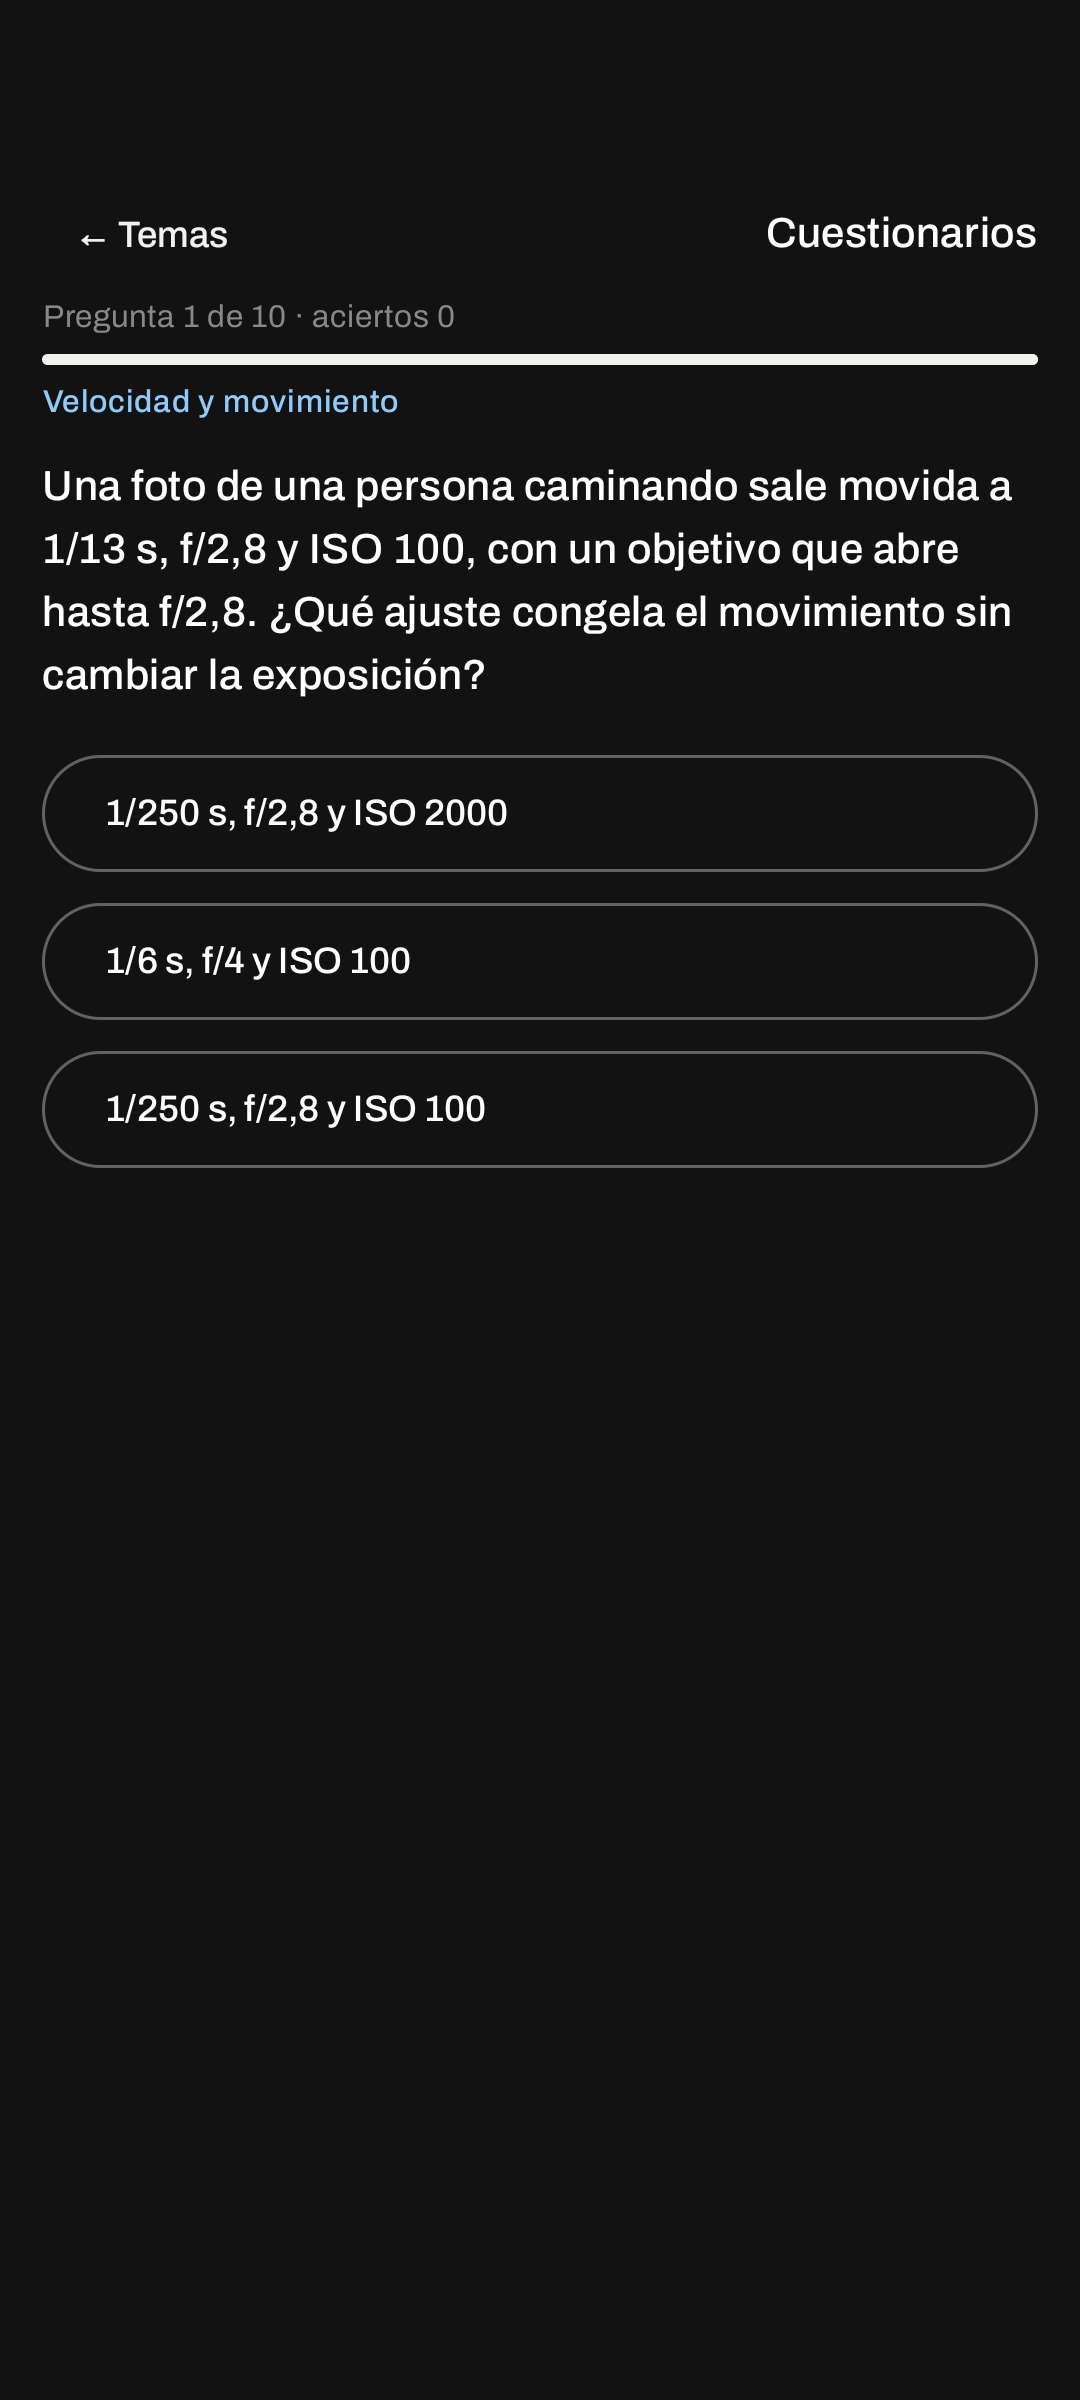 ← Temas
Cuestionarios
Pregunta 1 de 10 · aciertos 0
Velocidad y movimiento
Una foto de una persona caminando sale movida a
1/13 s, f/2,8 y ISO 100, con un objetivo que abre
hasta f/2,8. ¿Qué ajuste congela el movimiento sin
cambiar la exposición?
1/250 s, f/2,8 y ISO 2000
1/6 s, f/4 y ISO 100
1/250 s, f/2,8 y ISO 100